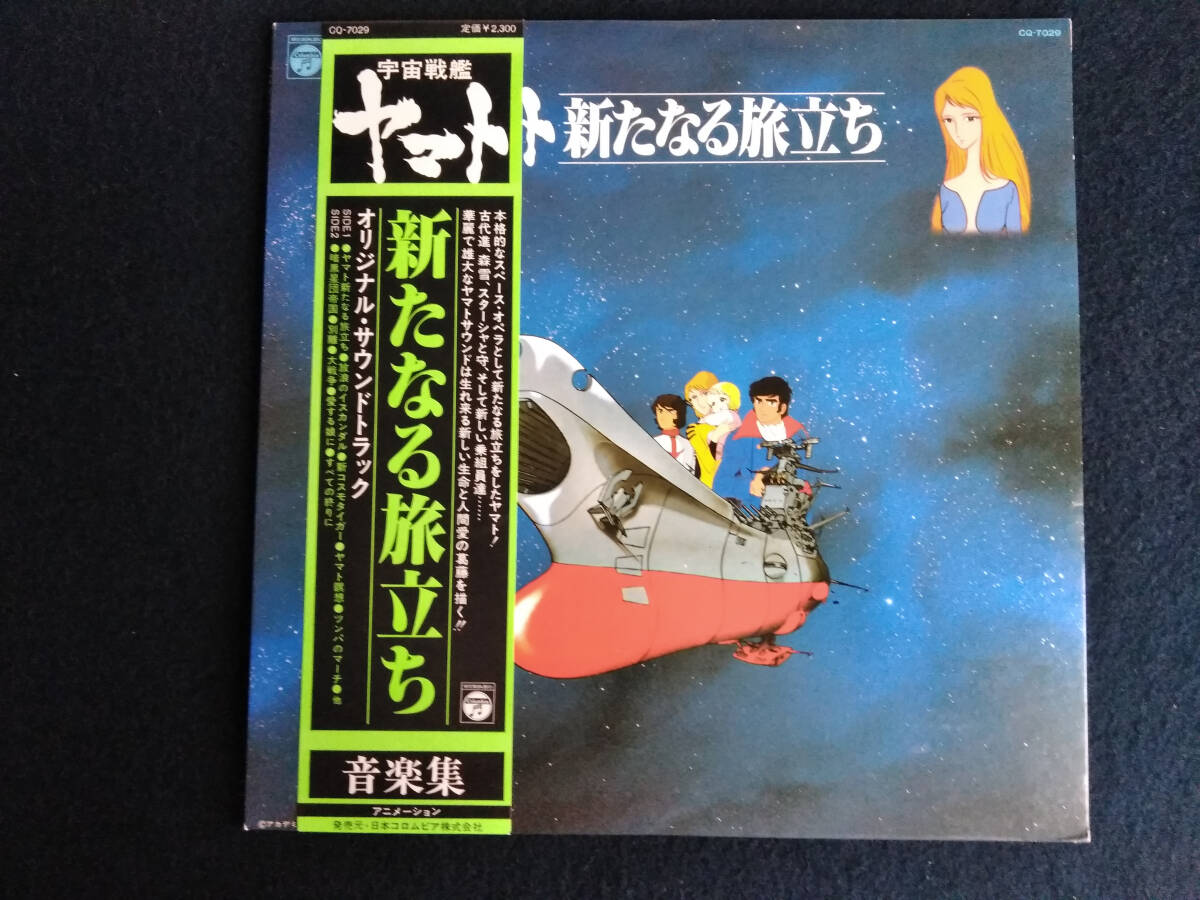 CQ-7029
定価¥2,300
宇宙戦艦
ヤマト
本格的なスペース・オペラとして新たなる旅立ちをしたヤマト!
古代進、森雪、スターシャと守、そして新しい乗組員達……
華麗で雄大なヤマトサウンドは生れ来る新しい生命と人間愛の葛藤を描く!!
新たなる旅立ち
オリジナル・サウンドトラック
SIDE1 ●ヤマト新たなる旅立ち●放浪のイスカンダル●新コスモタイガー●ヤマト瞑想●ツンパのマーチ●他
SIDE2 ●暗黒星団帝国●別離●大戦争●愛する娘に●すべての終りに
Columbia
音楽集
アニメーション
発売元・日本コロムビア株式会社
Columbia
CQ-7029
ト 新たなる旅立ち
©アカデミ